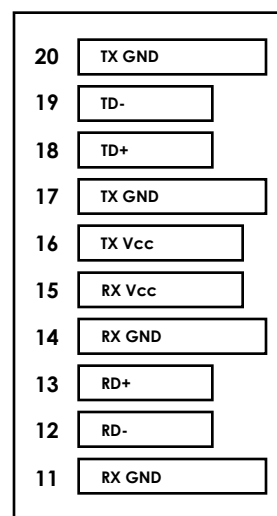 20 TX GND
19 TD-
18 TD+
17 TX GND
16 TX Vcc
15 RX Vcc
14 RX GND
13 RD+
12 RD-
11 RX GND